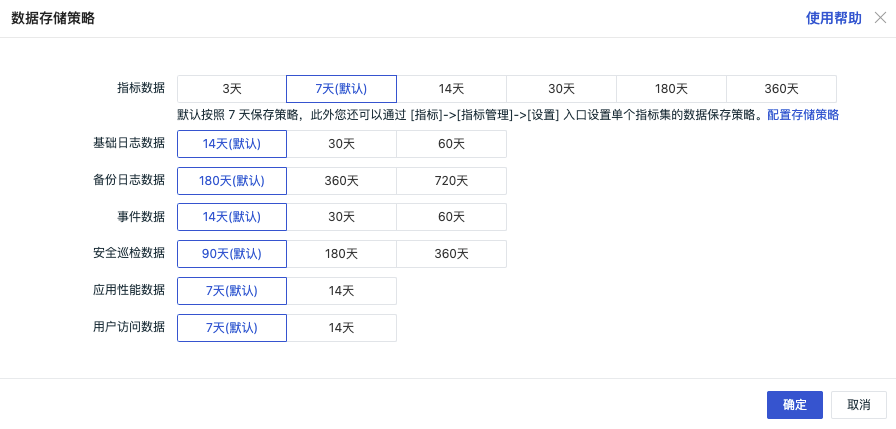 数据存储策略 使用帮助
指标数据 3天 7天(默认) 14天 30天 180天 360天
默认按照 7 天保存策略，此外您还可以通过 [指标]->[指标管理]->[设置] 入口设置单个指标集的数据保存策略。配置存储策略
基础日志数据 14天(默认) 30天 60天
备份日志数据 180天(默认) 360天 720天
事件数据 14天(默认) 30天 60天
安全巡检数据 90天(默认) 180天 360天
应用性能数据 7天(默认) 14天
用户访问数据 7天(默认) 14天
确定 取消